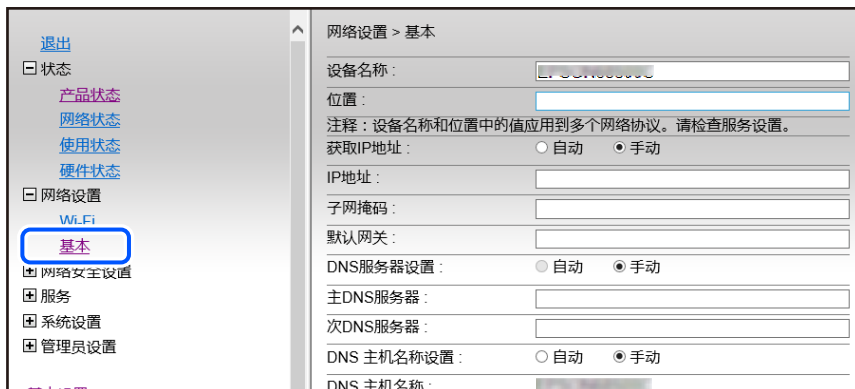 退出
状态
产品状态
网络状态
使用状态
硬件状态
网络设置
Wi-Fi
基本
网络安全设置
服务
系统设置
管理员设置
网络设置 > 基本
设备名称 :
位置 :
注释：设备名称和位置中的值应用到多个网络协议。请检查服务设置。
获取IP地址 : 自动 手动
IP地址 :
子网掩码 :
默认网关 :
DNS服务器设置 : 自动 手动
主DNS服务器 :
次DNS服务器 :
DNS 主机名称设置 : 自动 手动
DNS 主机名称 :